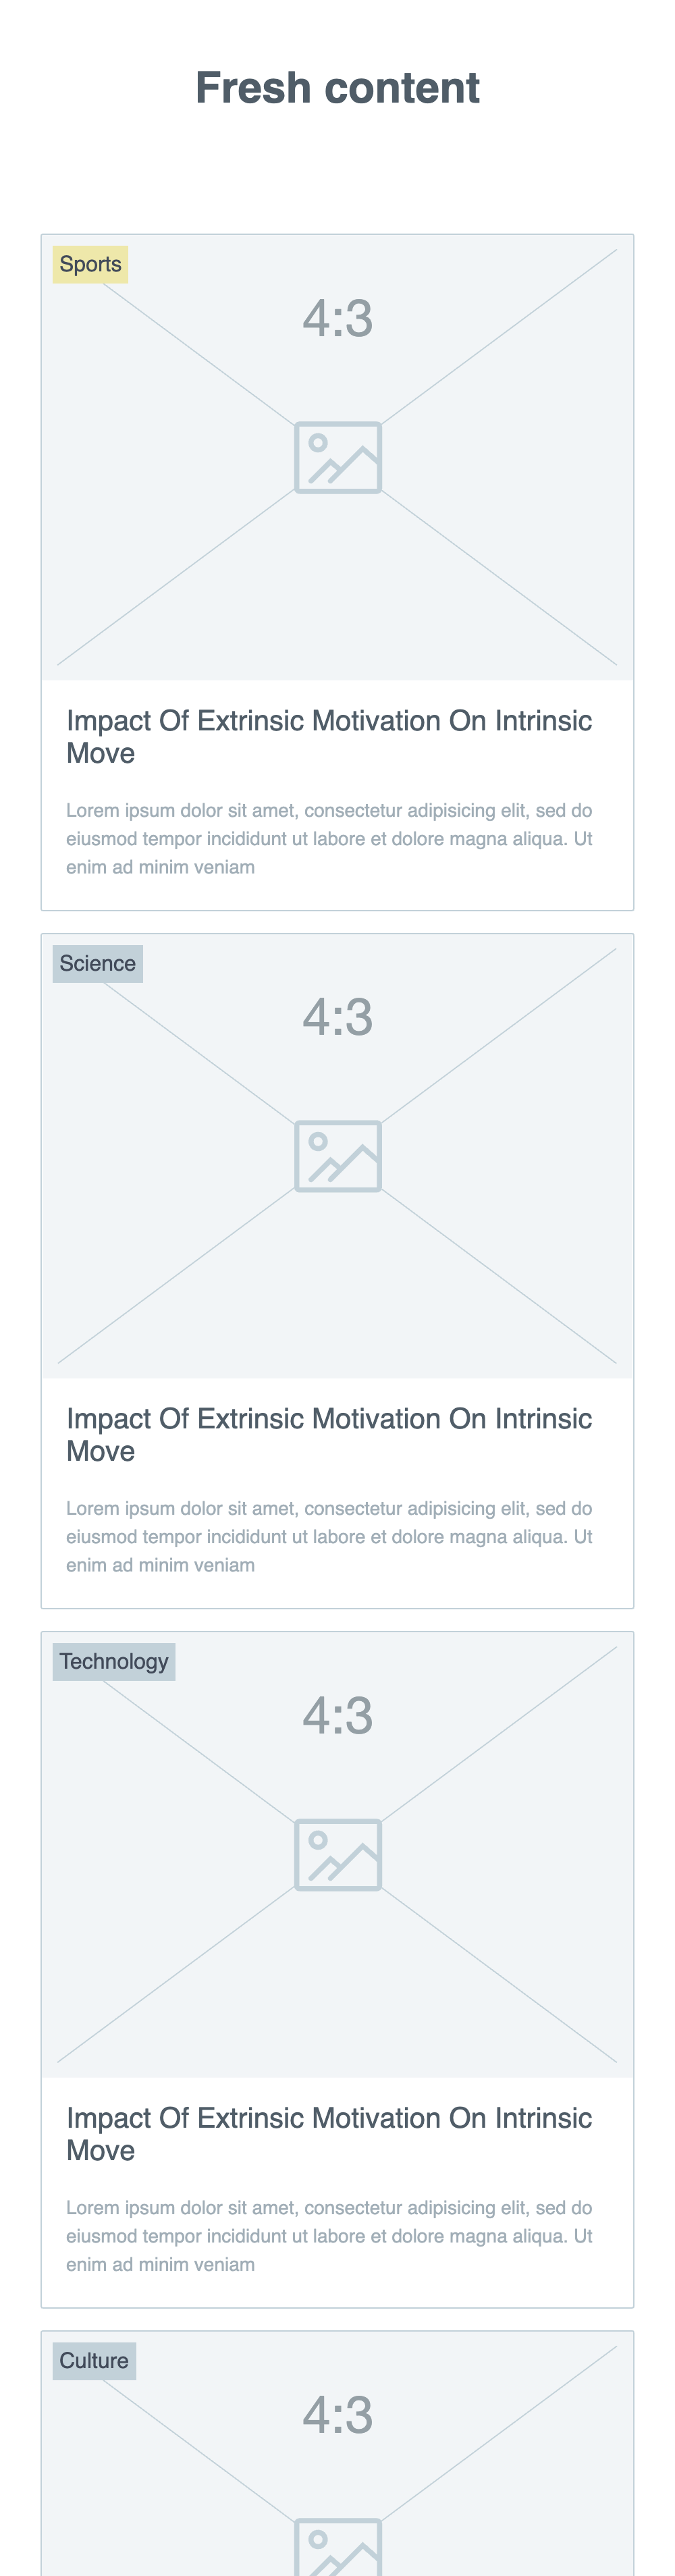 Fresh content
Sports
4:3
Impact Of Extrinsic Motivation On Intrinsic
Move
Lorem ipsum dolor sit amet, consectetur adipisicing elit, sed do
eiusmod tempor incididunt ut labore et dolore magna aliqua. Ut
enim ad minim veniam
Science
4:3
Impact Of Extrinsic Motivation On Intrinsic
Move
Lorem ipsum dolor sit amet, consectetur adipisicing elit, sed do
eiusmod tempor incididunt ut labore et dolore magna aliqua. Ut
enim ad minim veniam
Technology
4:3
Impact Of Extrinsic Motivation On Intrinsic
Move
Lorem ipsum dolor sit amet, consectetur adipisicing elit, sed do
eiusmod tempor incididunt ut labore et dolore magna aliqua. Ut
enim ad minim veniam
Culture
4:3